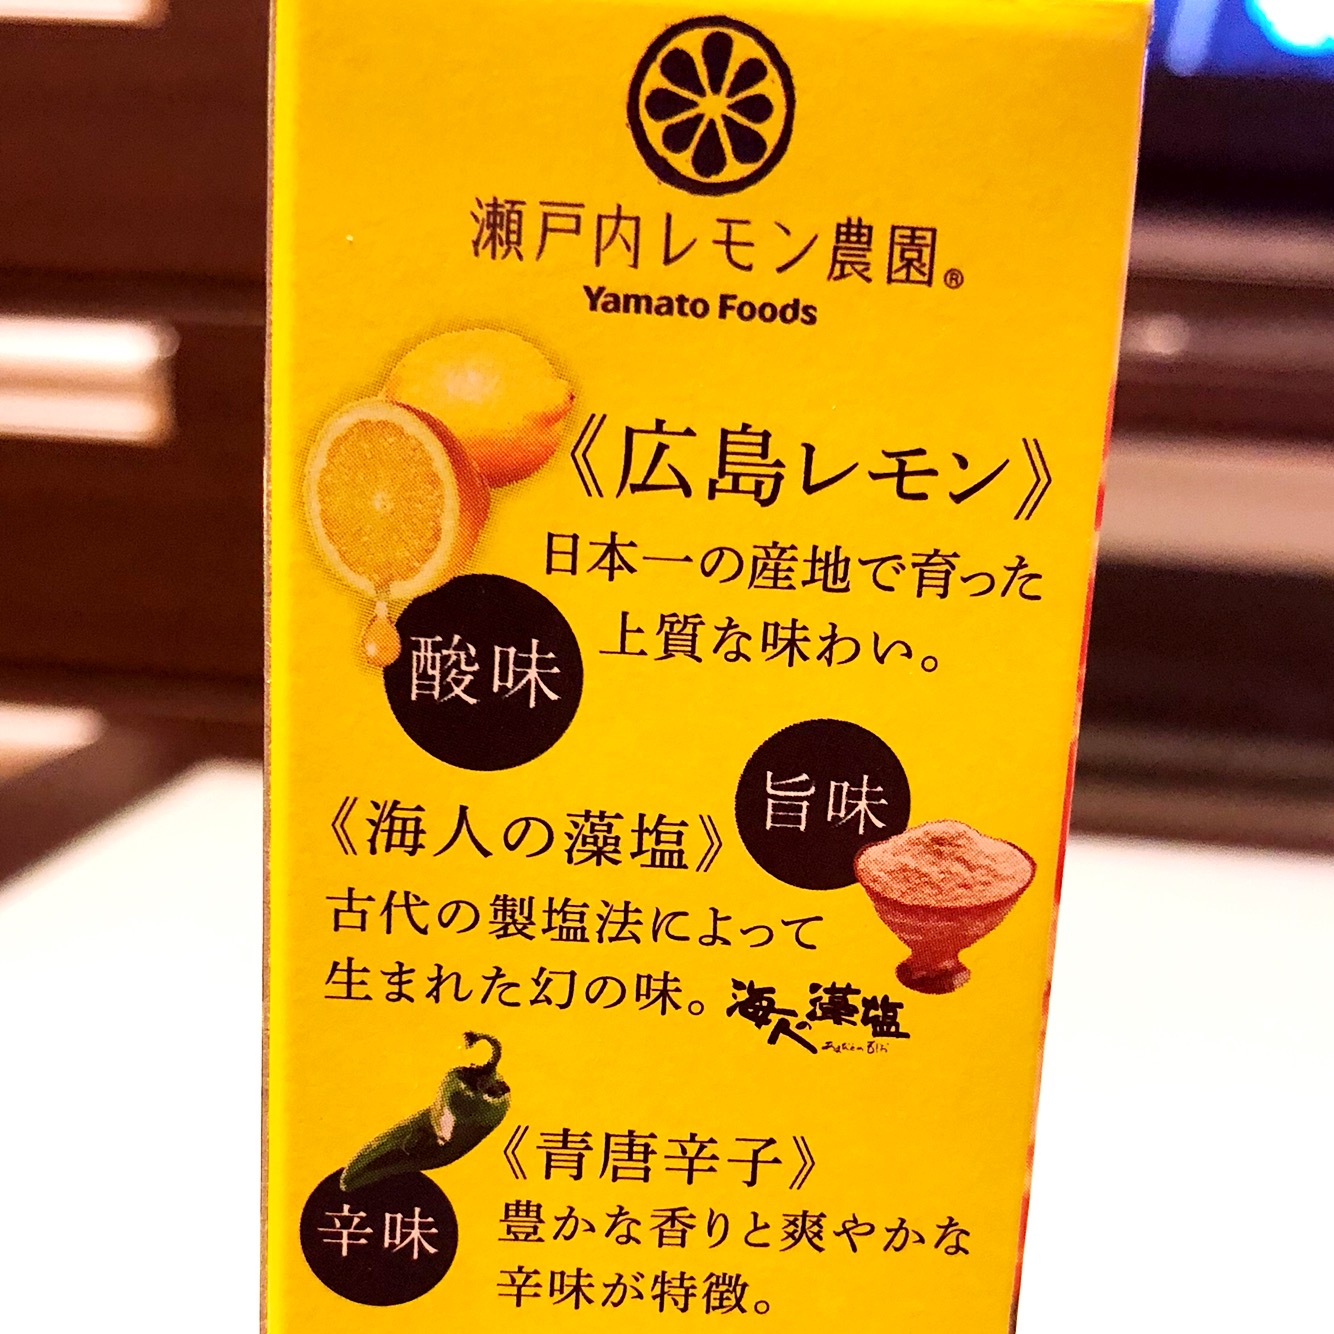 瀬戸内レモン農園®
Yamato Foods
《広島レモン》
日本一の産地で育った
上質な味わい。
酸味
旨味
《海人の藻塩》
古代の製塩法によって
生まれた幻の味。
海人の藻塩
《青唐辛子》
辛味
豊かな香りと爽やかな
辛味が特徴。